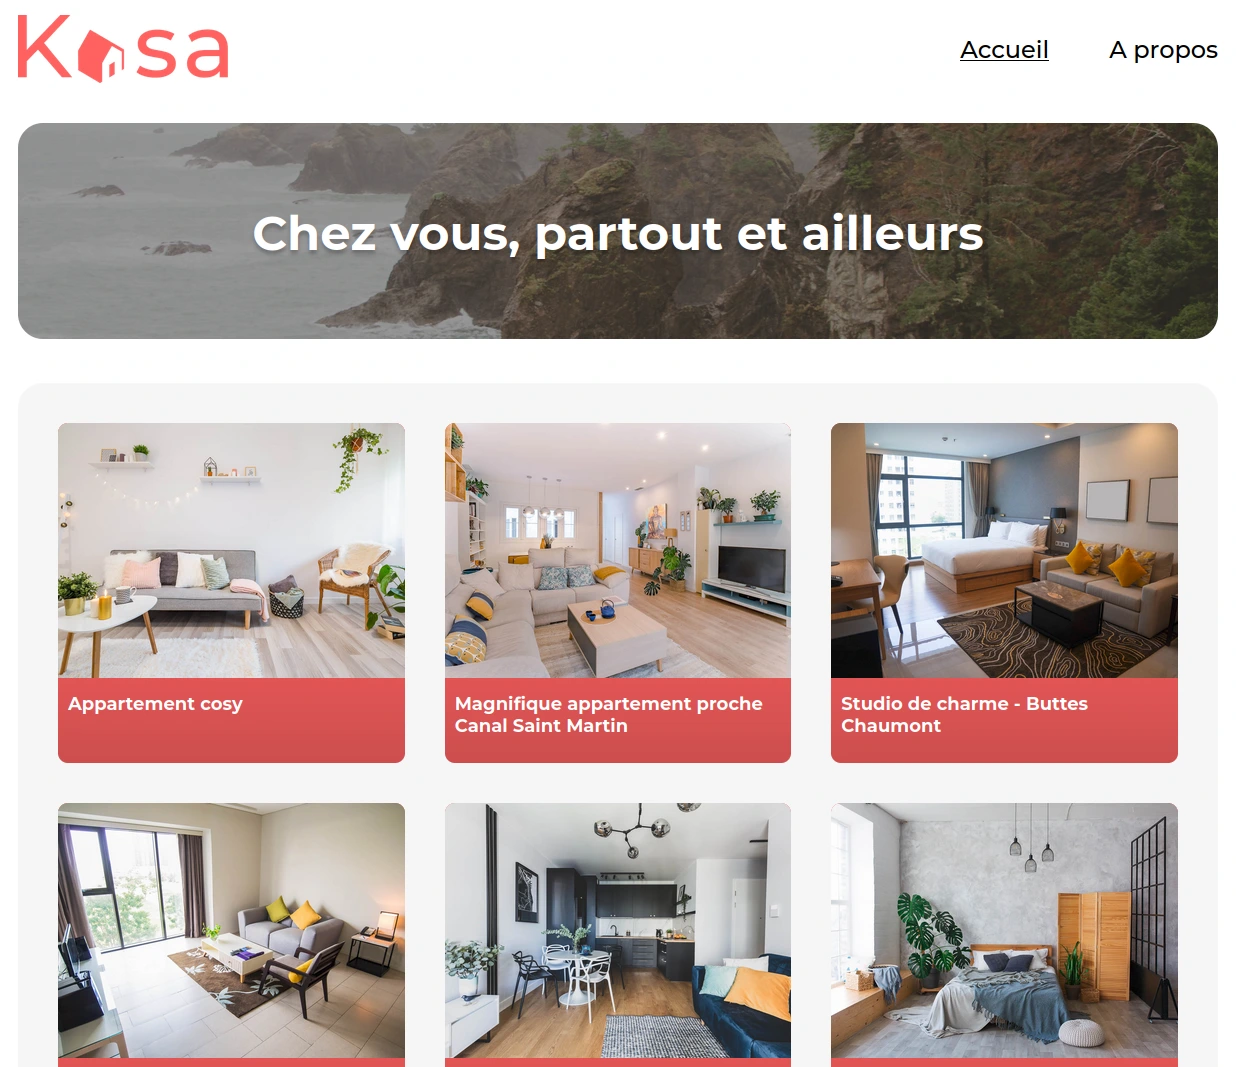 Kasa
Accueil
A propos
Chez vous, partout et ailleurs
Appartement cosy
Magnifique appartement proche
Canal Saint Martin
Studio de charme - Buttes
Chaumont